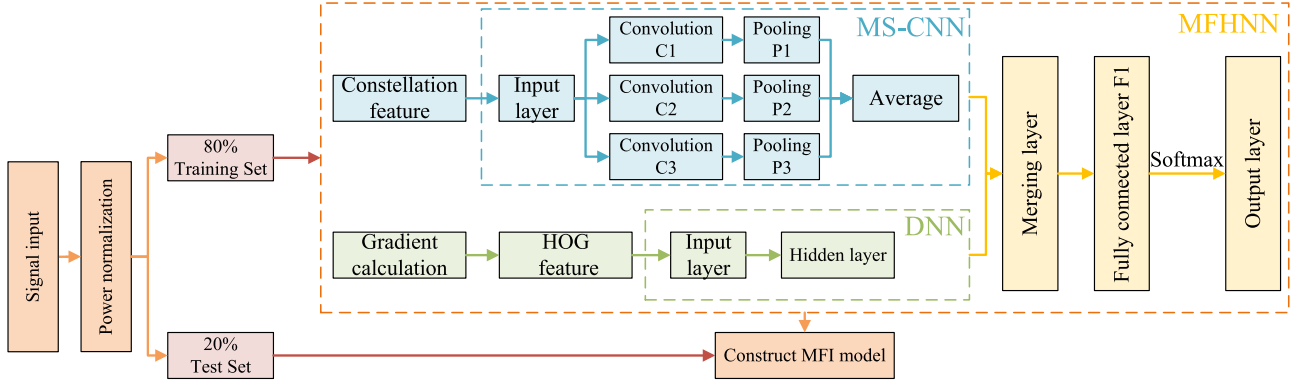 Signal input
Power normalization
80%
Training Set
20%
Test Set
MFHNN
MS-CNN
Constellation
feature
Input
layer
Convolution
C1
Pooling
P1
Convolution
C2
Pooling
P2
Convolution
C3
Pooling
P3
Average
DNN
Gradient
calculation
HOG
feature
Input
layer
Hidden layer
Merging layer
Fully connected layer F1
Softmax
Output layer
Construct MFI model